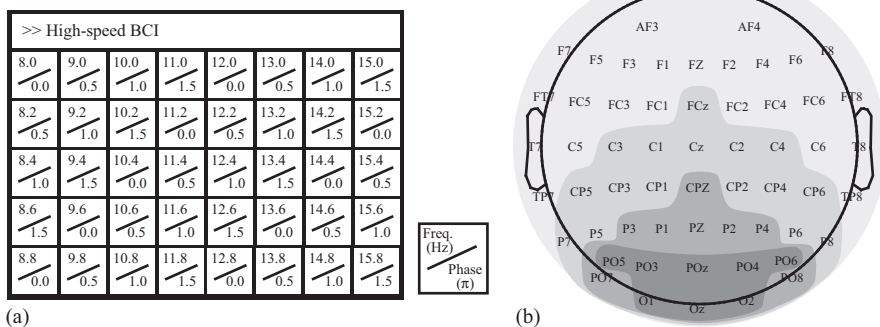 >> High-speed BCI
8.0 9.0 10.0 11.0 12.0 13.0 14.0 15.0
0.0 0.5 1.0 1.5 0.0 0.5 1.0 1.5
8.2 9.2 10.2 11.2 12.2 13.2 14.2 15.2
0.5 1.0 1.5 0.0 0.5 1.0 1.5 0.0
8.4 9.4 10.4 11.4 12.4 13.4 14.4 15.4
1.0 1.5 0.0 0.5 1.0 1.5 0.0 0.5
8.6 9.6 10.6 11.6 12.6 13.6 14.6 15.6
1.5 0.0 0.5 1.0 1.5 0.0 0.5 1.0
8.8 9.8 10.8 11.8 12.8 13.8 14.8 15.8
0.0 0.5 1.0 1.5 0.0 0.5 1.0 1.5
Freq.
(Hz)
Phase
(π)
(a)
AF3 AF4
F7 F5 F3 F1 FZ F2 F4 F6 F8
FT7 FC5 FC3 FC1 FCz FC2 FC4 FC6 FT8
T7 C5 C3 C1 Cz C2 C4 C6 T8
TP7 CP5 CP3 CP1 CPZ CP2 CP4 CP6 TP8
P7 P5 P3 P1 PZ P2 P4 P6 P8
PO7 PO5 PO3 POz PO4 PO6 PO8
O1 Oz O2
(b)